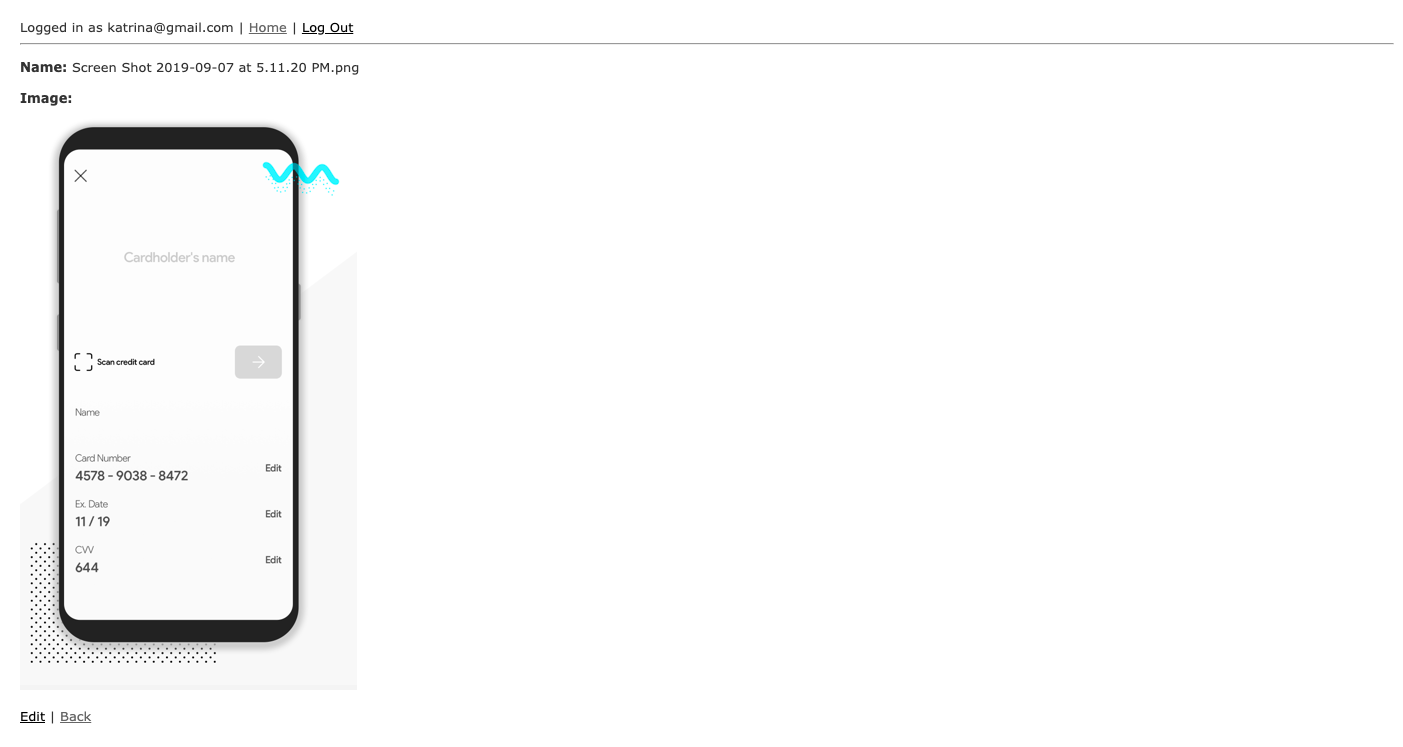 Logged in as katrina@gmail.com | Home | Log Out
Name: Screen Shot 2019-09-07 at 5.11.20 PM.png
Image:
Cardholder's name
Scan credit card
Name
Card Number
4578 - 9038 - 8472
Edit
Ex. Date
11 / 19
Edit
CVV
644
Edit
Edit | Back